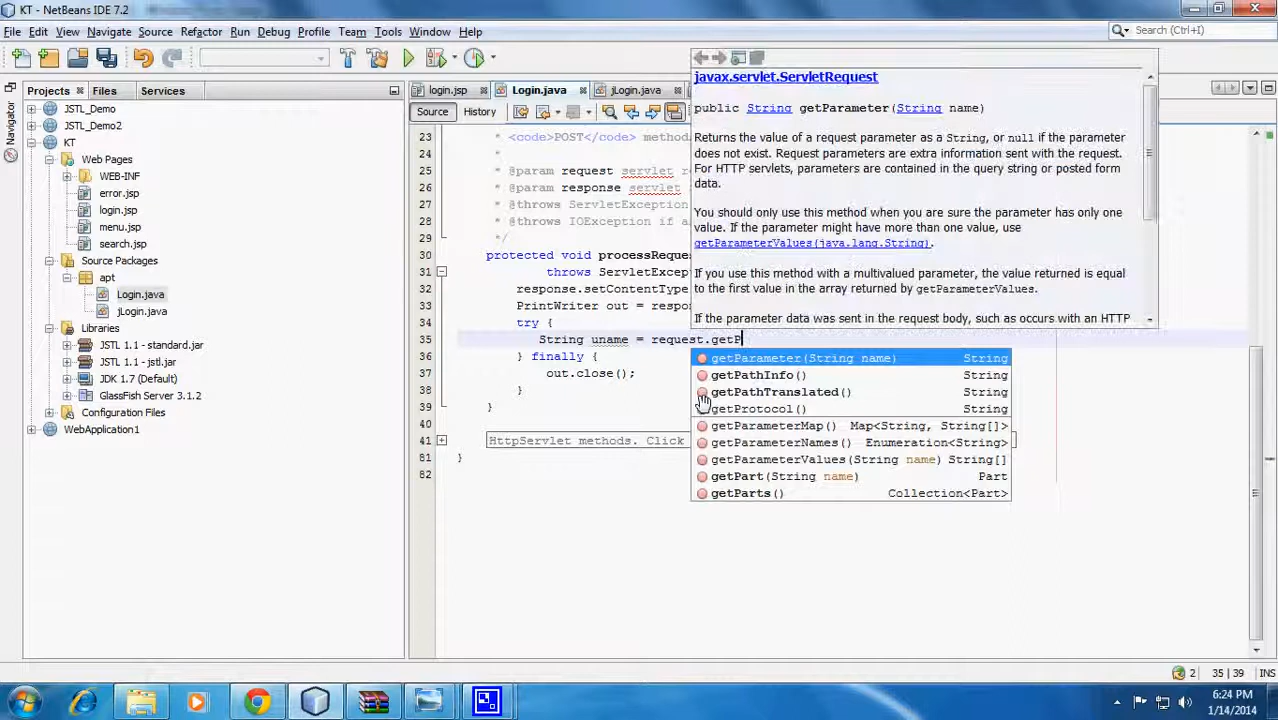 KT - NetBeans IDE 7.2
File Edit View Navigate Source Refactor Run Debug Profile Team Tools Window Help
Search (Ctrl+I)
Projects Files Services
Navigator
JSTL_Demo
JSTL_Demo2
KT
Web Pages
WEB-INF
error.jsp
login.jsp
menu.jsp
search.jsp
Source Packages
apt
Login.java
jLogin.java
Libraries
JSTL 1.1 - standard.jar
JSTL 1.1 - jstl.jar
JDK 1.7 (Default)
GlassFish Server 3.1.2
Configuration Files
WebApplication1
login.jsp Login.java jLogin.java
Source History
23 * <code>POST</code> method
24 *
25 * @param request servlet re
26 * @param response servlet
27 * @throws ServletException
28 * @throws IOException if a
29 */
30 protected void processReque
31 throws ServletExcep
32 response.setContentType
33 PrintWriter out = respon
34 try {
35 String uname = request.getP
36 } finally {
37 out.close();
38 }
39 }
40
41 HttpServlet methods. Click
81 }
82
javax.servlet.ServletRequest
public String getParameter(String name)
Returns the value of a request parameter as a String, or null if the parameter
does not exist. Request parameters are extra information sent with the request.
For HTTP servlets, parameters are contained in the query string or posted form
data.
You should only use this method when you are sure the parameter has only one
value. If the parameter might have more than one value, use
getParameterValues(java.lang.String).
If you use this method with a multivalued parameter, the value returned is equal
to the first value in the array returned by getParameterValues.
If the parameter data was sent in the request body, such as occurs with an HTTP
getParameter(String name) String
getPathInfo() String
getPathTranslated() String
getProtocol() String
getParameterMap() Map<String, String[]>
getParameterNames() Enumeration<String>
getParameterValues(String name) String[]
getPart(String name) Part
getParts() Collection<Part>
2 35 | 39 INS
6:24 PM
1/14/2014